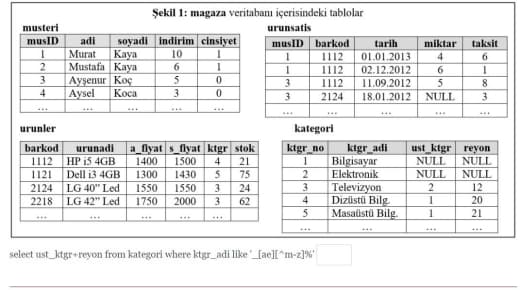 Şekil 1: magaza veritabanı içerisindeki tablolar
musteri
musID adi soyadi indirim cinsiyet
1 Murat Kaya 10 1
2 Mustafa Kaya 6 1
3 Ayşenur Koç 5 0
4 Aysel Koca 3 0
... ... ... ... ...
urunsatis
musID barkod tarih miktar taksit
1 1112 01.01.2013 4 6
1 1112 02.12.2012 6 1
3 1112 11.09.2012 5 8
3 2124 18.01.2012 NULL 3
... ... ... ... ...
urunler
barkod urunadi a_fiyat s_fiyat ktgr stok
1112 HP i5 4GB 1400 1500 4 21
1121 Dell i3 4GB 1300 1430 5 75
2124 LG 40" Led 1550 1550 3 24
2218 LG 42" Led 1750 2000 3 62
... ... ... ... ... ...
kategori
ktgr_no ktgr_adi ust_ktgr reyon
1 Bilgisayar NULL NULL
2 Elektronik NULL NULL
3 Televizyon 2 12
4 Dizüstü Bilg. 1 20
5 Masaüstü Bilg. 1 21
... ... ... ...
select ust_ktgr+reyon from kategori where ktgr_adi like '_[ae][^m-z]%'